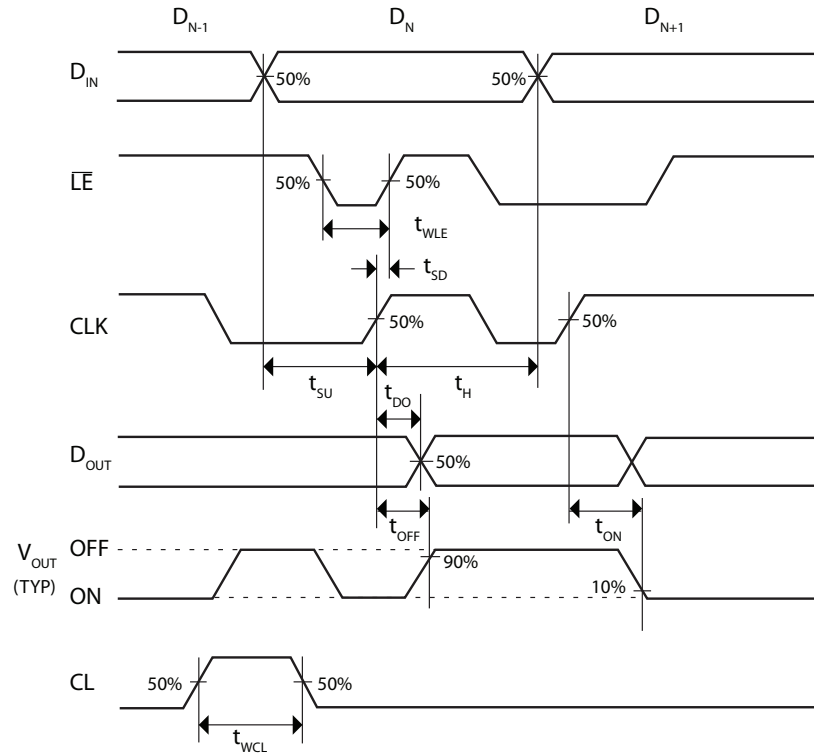 D_N-1 D_N D_N+1
D_IN 50% 50%
L̅E̅ 50% 50%
t_WLE
t_SD
CLK 50% 50%
t_SU t_DO t_H
D_OUT 50%
t_OFF t_ON
V_OUT (TYP) OFF 90%
ON 10%
CL 50% 50%
t_WCL